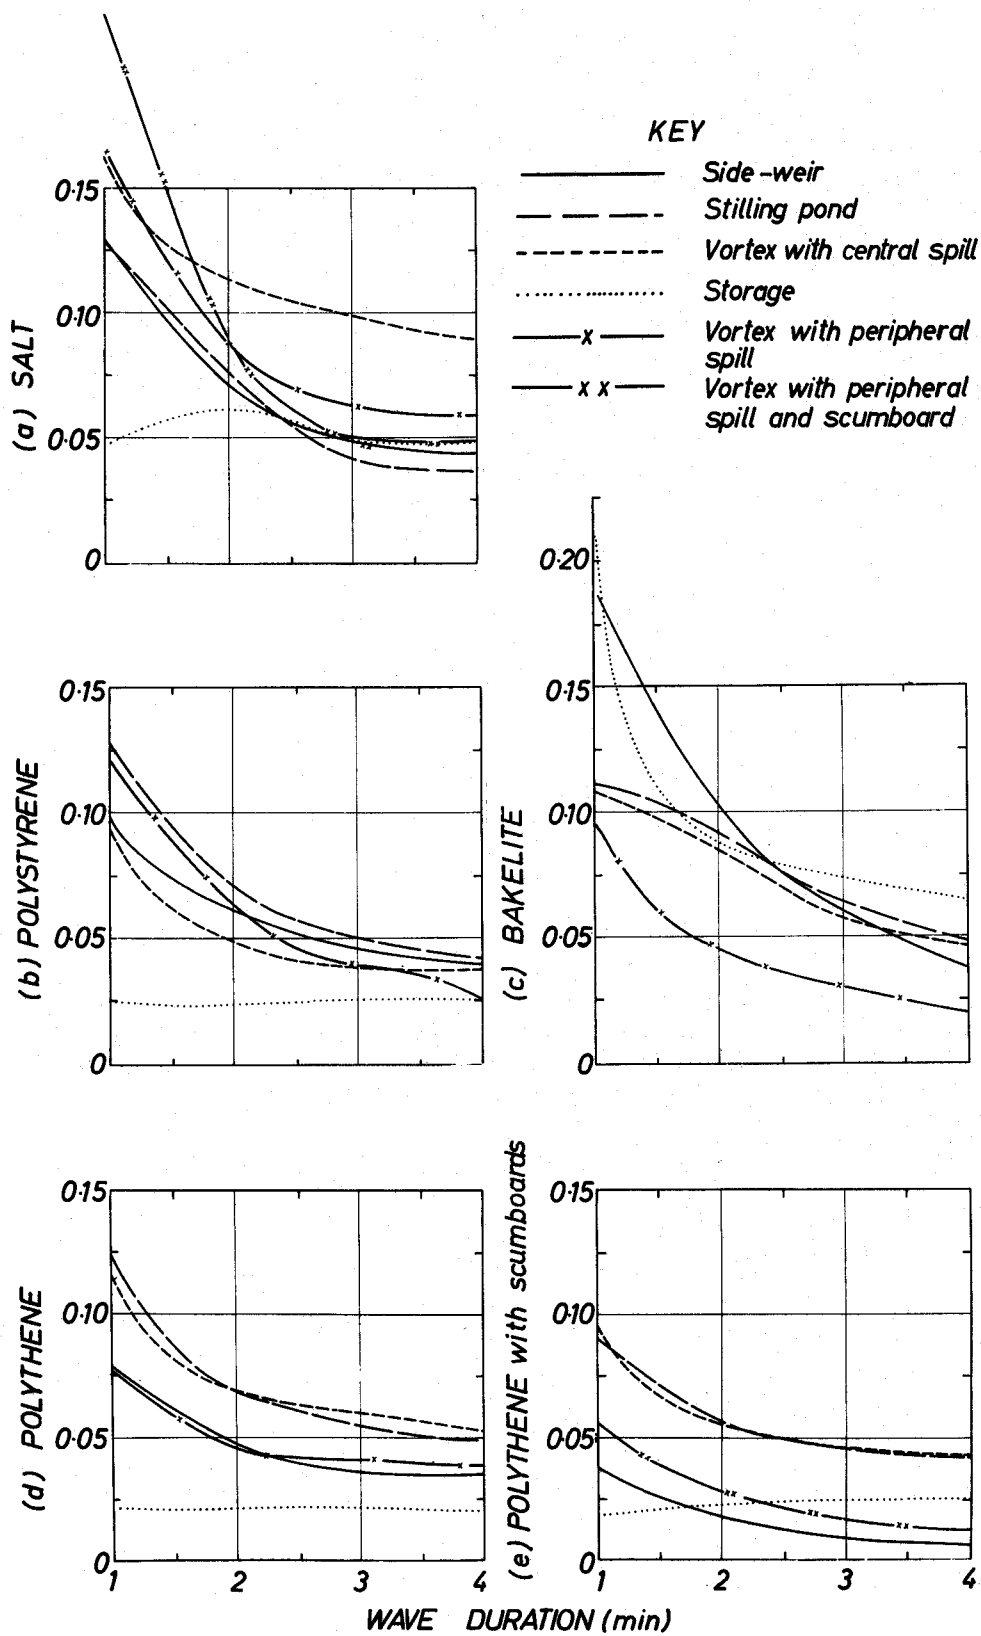 KEY
Side-weir
Stilling pond
Vortex with central spill
Storage
Vortex with peripheral
spill
Vortex with peripheral
spill and scumboard
(a) SALT
0·15
0·10
0·05
0
(b) POLYSTYRENE
0·15
0·10
0·05
0
(c) BAKELITE
0·20
0·15
0·10
0·05
0
(d) POLYTHENE
0·15
0·10
0·05
0
1 2 3 4
(e) POLYTHENE with scumboards
0·15
0·10
0·05
0
1 2 3 4
WAVE DURATION (min)